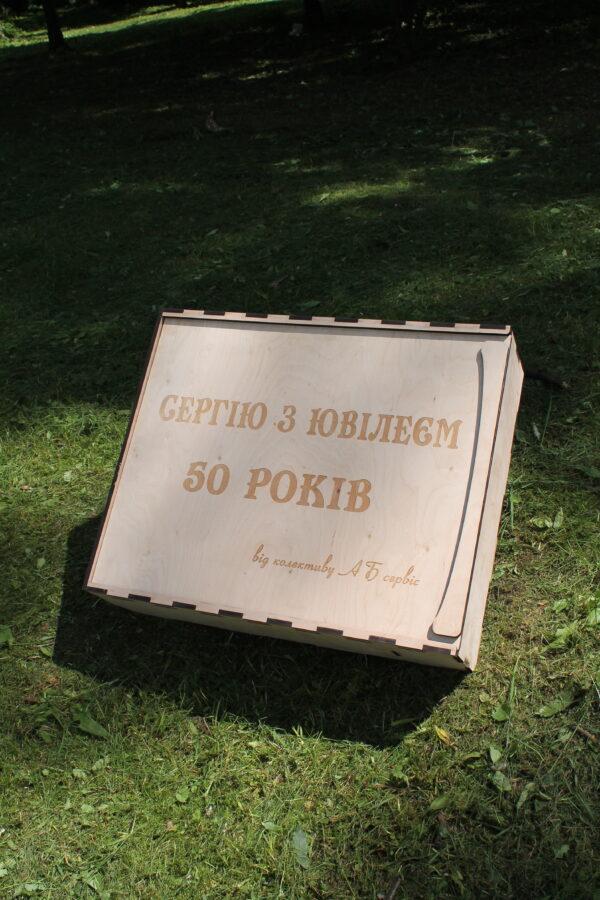 СЕРГІЮ З ЮВІЛЕЄМ
50 РОКІВ
від колективу А Б сервіс